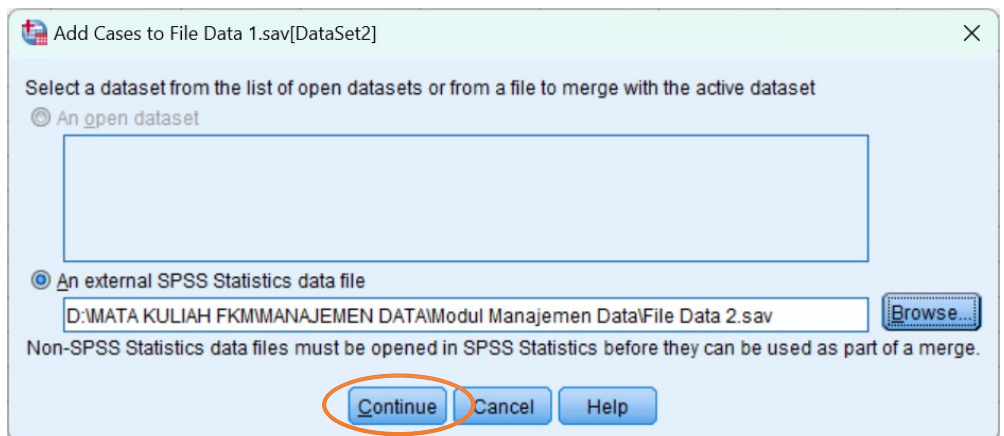 Add Cases to File Data 1.sav[DataSet2]
Select a dataset from the list of open datasets or from a file to merge with the active dataset
An open dataset
An external SPSS Statistics data file
D:\MATA KULIAH FKM\MANAJEMEN DATA\Modul Manajemen Data\File Data 2.sav
Browse...
Non-SPSS Statistics data files must be opened in SPSS Statistics before they can be used as part of a merge.
Continue Cancel Help